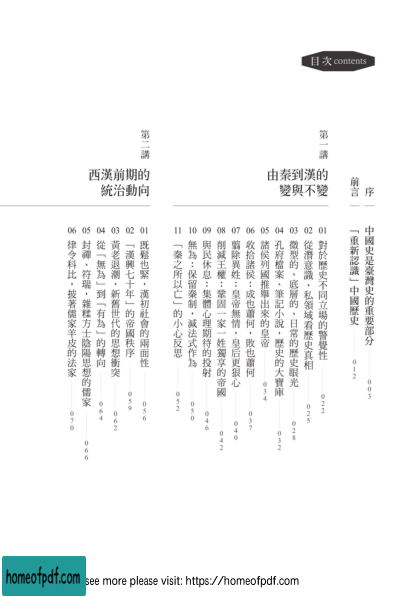 目次 contents
序 中國史是臺灣史的重要部分 003
前言 「重新認識」中國歷史 012
第一講
由秦到漢的
變與不變
01 對於歷史不同立場的警覺性 022
02 從潛意識、私領域看歷史真相 025
03 微型的、底層的、日常的歷史眼光 028
04 孔府檔案、筆記小說,歷史的大寶庫 032
05 諸侯列國推舉出來的皇帝 034
06 收拾諸侯:成也蕭何,敗也蕭何 037
07 翦除異姓:皇帝無情,皇后更狠心 040
08 削減王權:鞏固一家一姓獨享的帝國 042
09 與民休息:集體心理期待的投射 046
10 無為:保留秦制,減法式作為 050
11 「秦之所以亡」的小心反思 052
第二講
西漢前期的
統治動向
01 既鬆也緊,漢初社會的兩面性 056
02 「漢興七十年」的帝國秩序 059
03 黃老退潮,新舊世代的思想衝突 062
04 從「無為」到「有為」的轉向 064
05 封禪、符瑞,雜糅方士陰陽思想的儒家 066
06 律令科比,披著儒家羊皮的法家 070
homeofpdf.com
see more please visit: https://homeofpdf.com